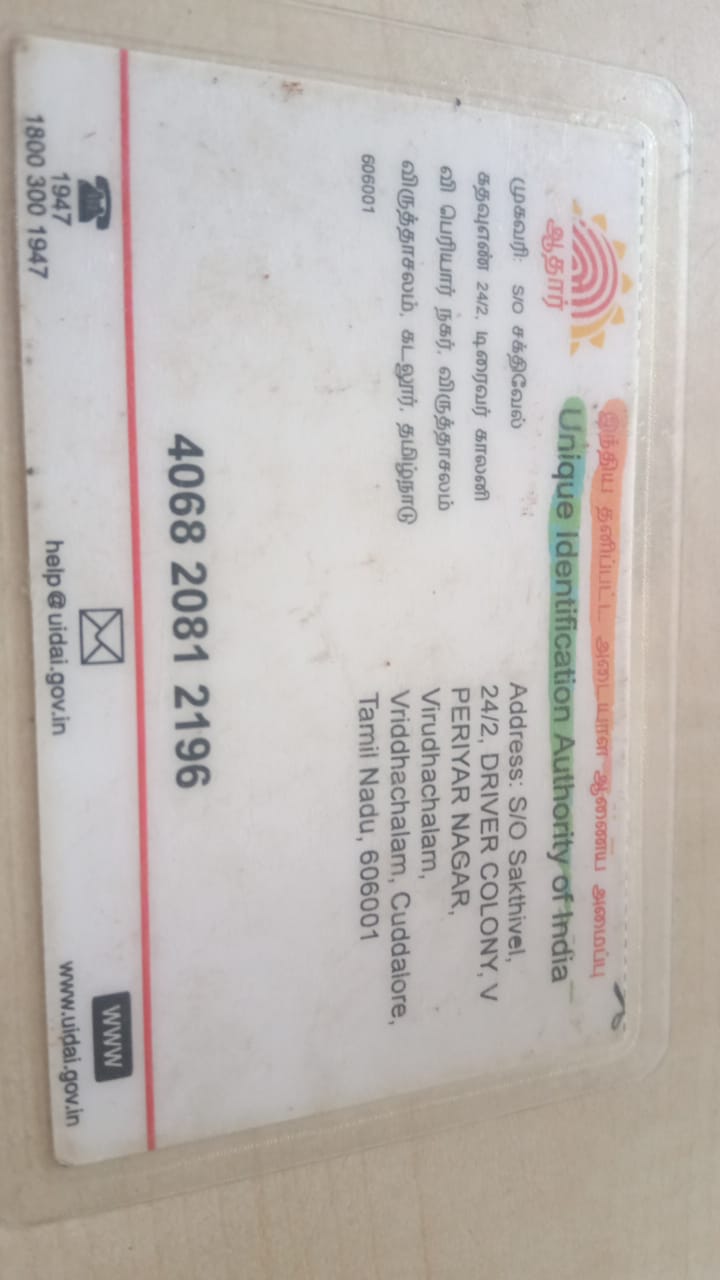 ஆதார்
இந்திய தனிப்பட்ட அடையாள ஆணைய அமைப்பு
Unique Identification Authority of India
முகவரி: S/O சக்திவேல்
கதவுஎண் 24/2, டிரைவர் காலனி
வி பெரியார் நகர், விருத்தாசலம்
விருத்தாசலம், கடலூர், தமிழ்நாடு
606001
Address: S/O Sakthivel,
24/2, DRIVER COLONY, V
PERIYAR NAGAR,
Virudhachalam,
Vriddhachalam, Cuddalore,
Tamil Nadu, 606001
4068 2081 2196
1947
1800 300 1947
help@uidai.gov.in
WWW
www.uidai.gov.in